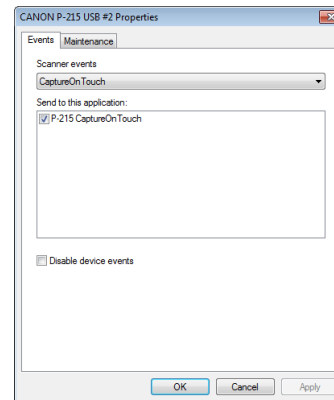 CANON P-215 USB #2 Properties
Events Maintenance
Scanner events
CaptureOnTouch
Send to this application:
P-215 CaptureOnTouch
Disable device events
OK Cancel Apply